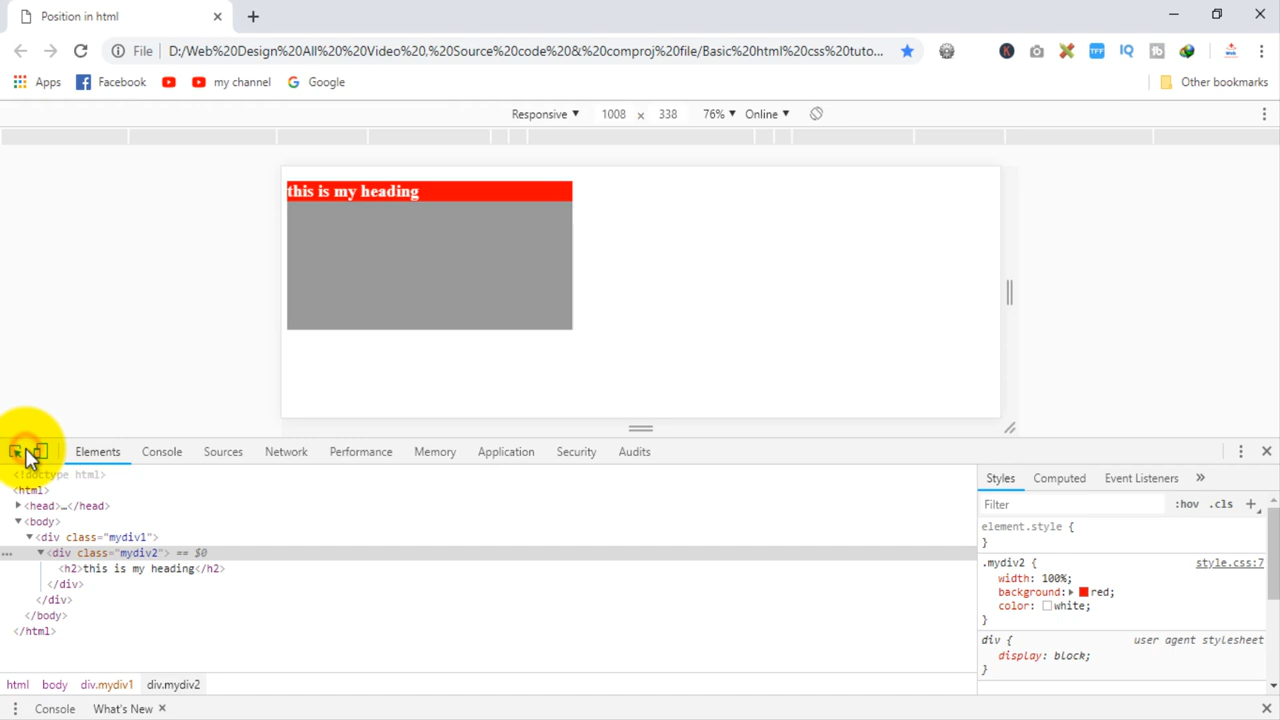 Position in html
File D:/Web%20Design%20All%20%20Video%20.%20Source%20code%20&%20comproj%20file/Basic%20html%20css%20tuto...
K TFF IQ
Apps Facebook my channel Google Other bookmarks
Responsive ▼ 1008 x 338 76% ▼ Online ▼
this is my heading
Elements Console Sources Network Performance Memory Application Security Audits
<!doctype html>
<html>
▶<head>…</head>
▼<body>
▼<div class="mydiv1">
... ▼<div class="mydiv2"> == $0
<h2>this is my heading</h2>
</div>
</div>
</body>
</html>
html body div.mydiv1 div.mydiv2
Styles Computed Event Listeners »
Filter :hov .cls +
element.style {
}
.mydiv2 { style.css:7
width: 100%;
background:▶ red;
color: white;
}
div { user agent stylesheet
display: block;
}
Console What's New ×